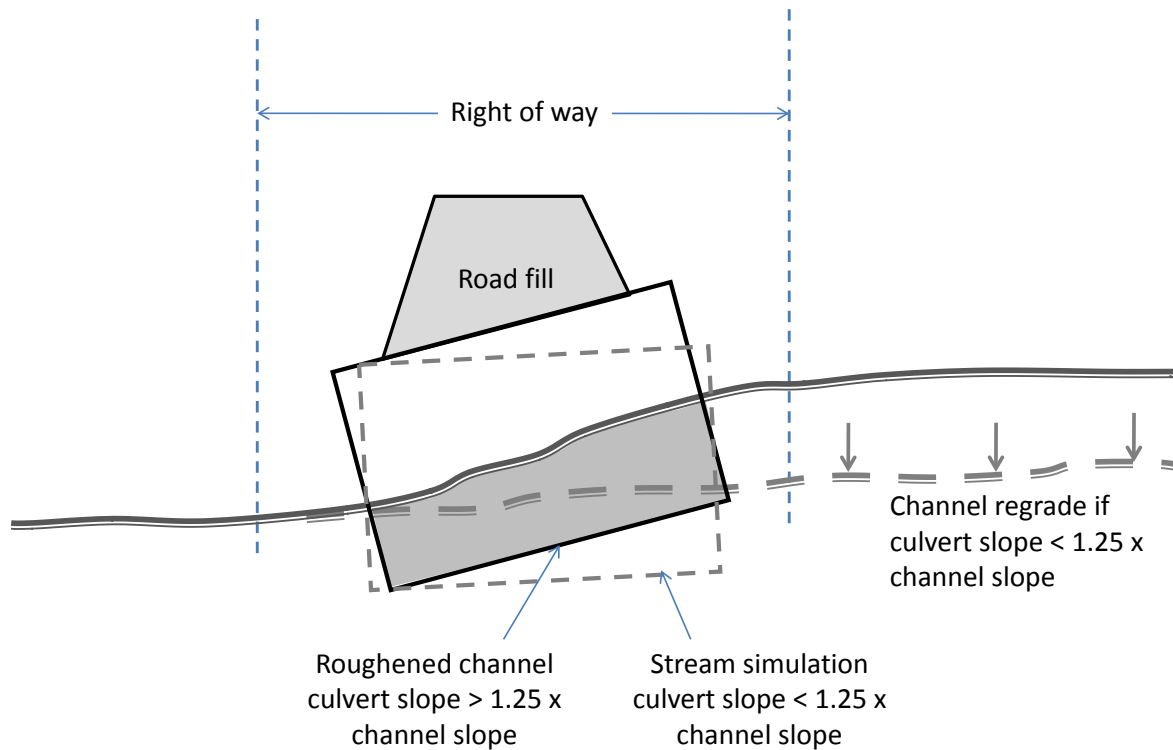 Right of way
Road fill
Channel regrade if
culvert slope < 1.25 x
channel slope
Roughened channel
culvert slope > 1.25 x
channel slope
Stream simulation
culvert slope < 1.25 x
channel slope